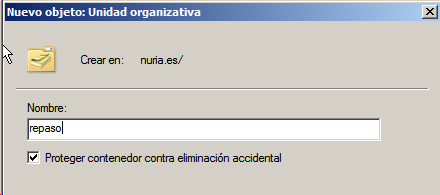 Nuevo objeto: Unidad organizativa
Crear en: nuria.es/
Nombre:
repaso
Proteger contenedor contra eliminación accidental